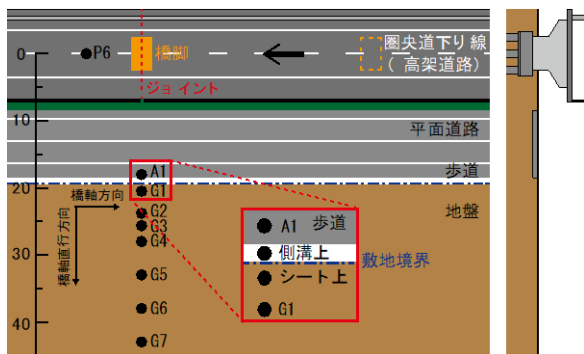 圏央道下り線
(高架道路)
0
P6
橋脚
ジョイント
10
平面道路
歩道
A1
20
G1
橋軸方向
G2
地盤
G3
G4
A1 歩道
側溝上
敷地境界
シート上
G1
橋軸直行方向
30
G5
G6
40
G7